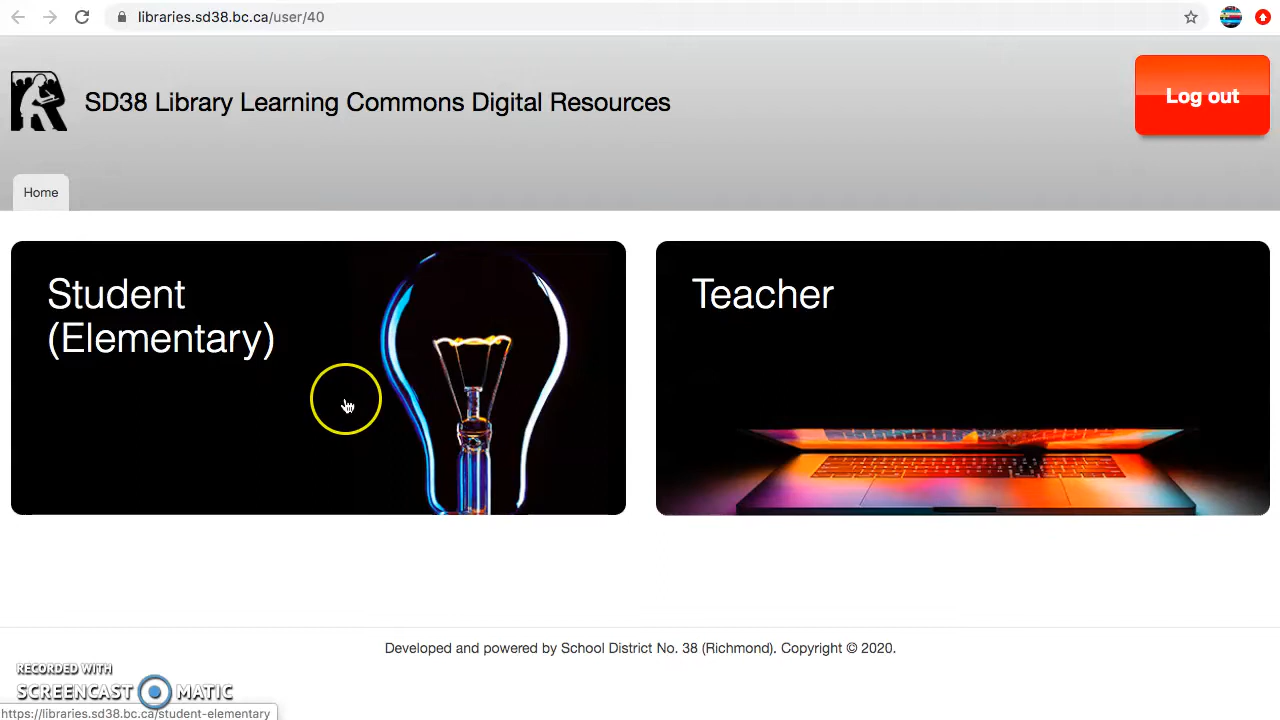 libraries.sd38.bc.ca/user/40
SD38 Library Learning Commons Digital Resources
Log out
Home
Student
(Elementary)
Teacher
Developed and powered by School District No. 38 (Richmond). Copyright © 2020.
RECORDED WITH
SCREENCAST MATIC
https://libraries.sd38.bc.ca/student-elementary